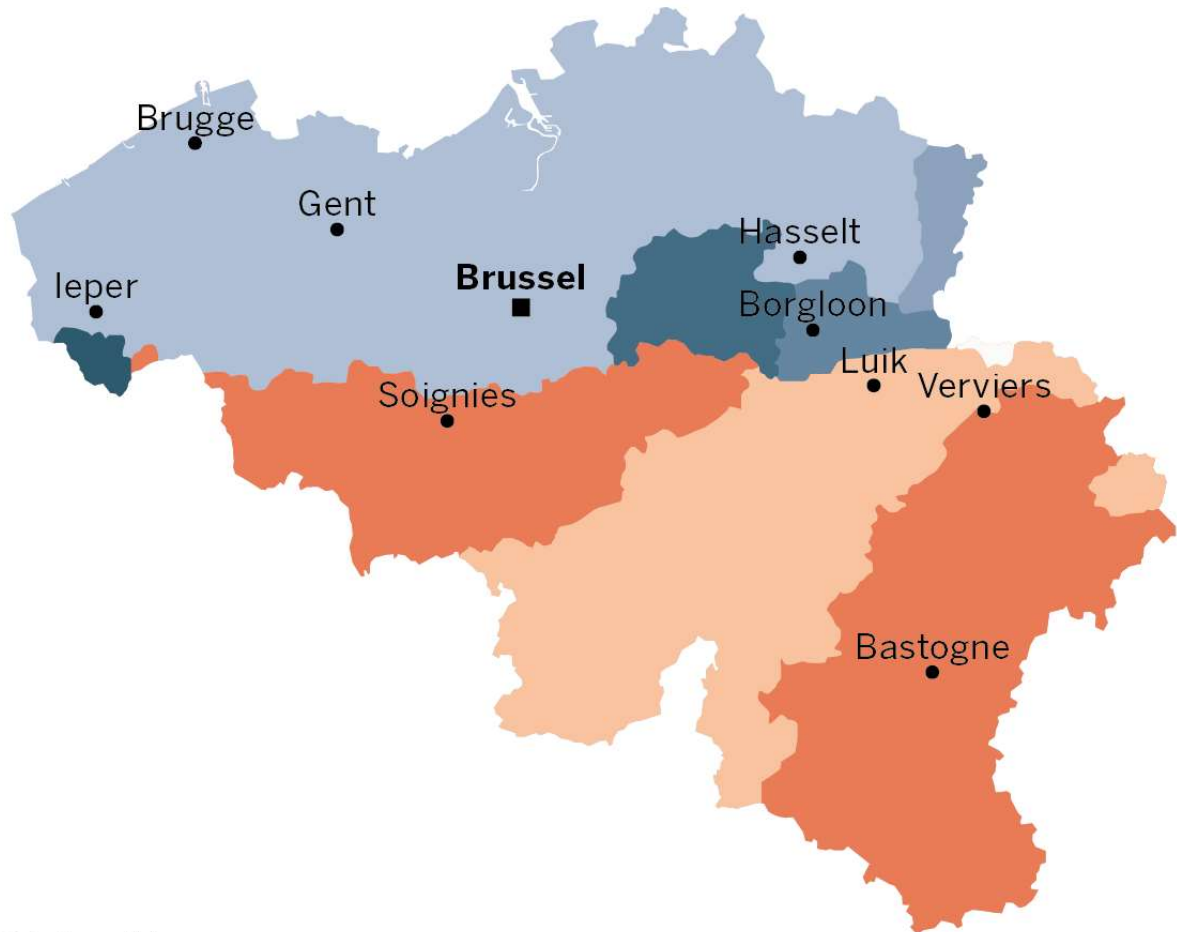 Brugge
Gent
Hasselt
Ieper
Brussel
Borgloon
Luik
Soignies
Verviers
Bastogne